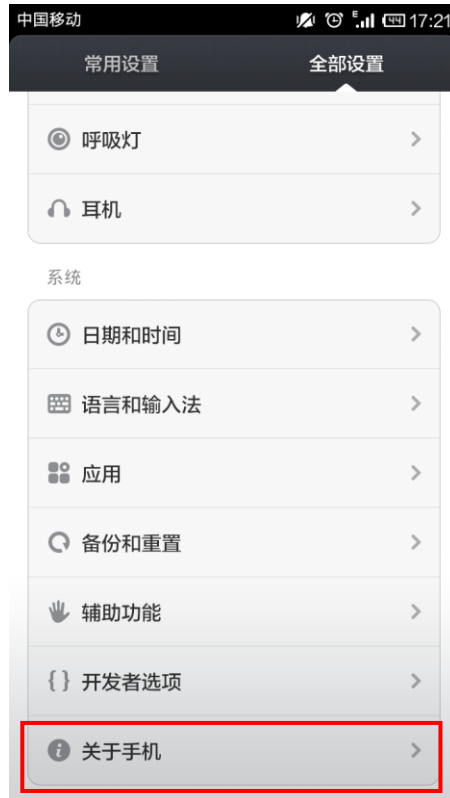 中国移动 E 44 17:21
常用设置 全部设置
呼吸灯
耳机
系统
日期和时间
语言和输入法
应用
备份和重置
辅助功能
{ } 开发者选项
关于手机